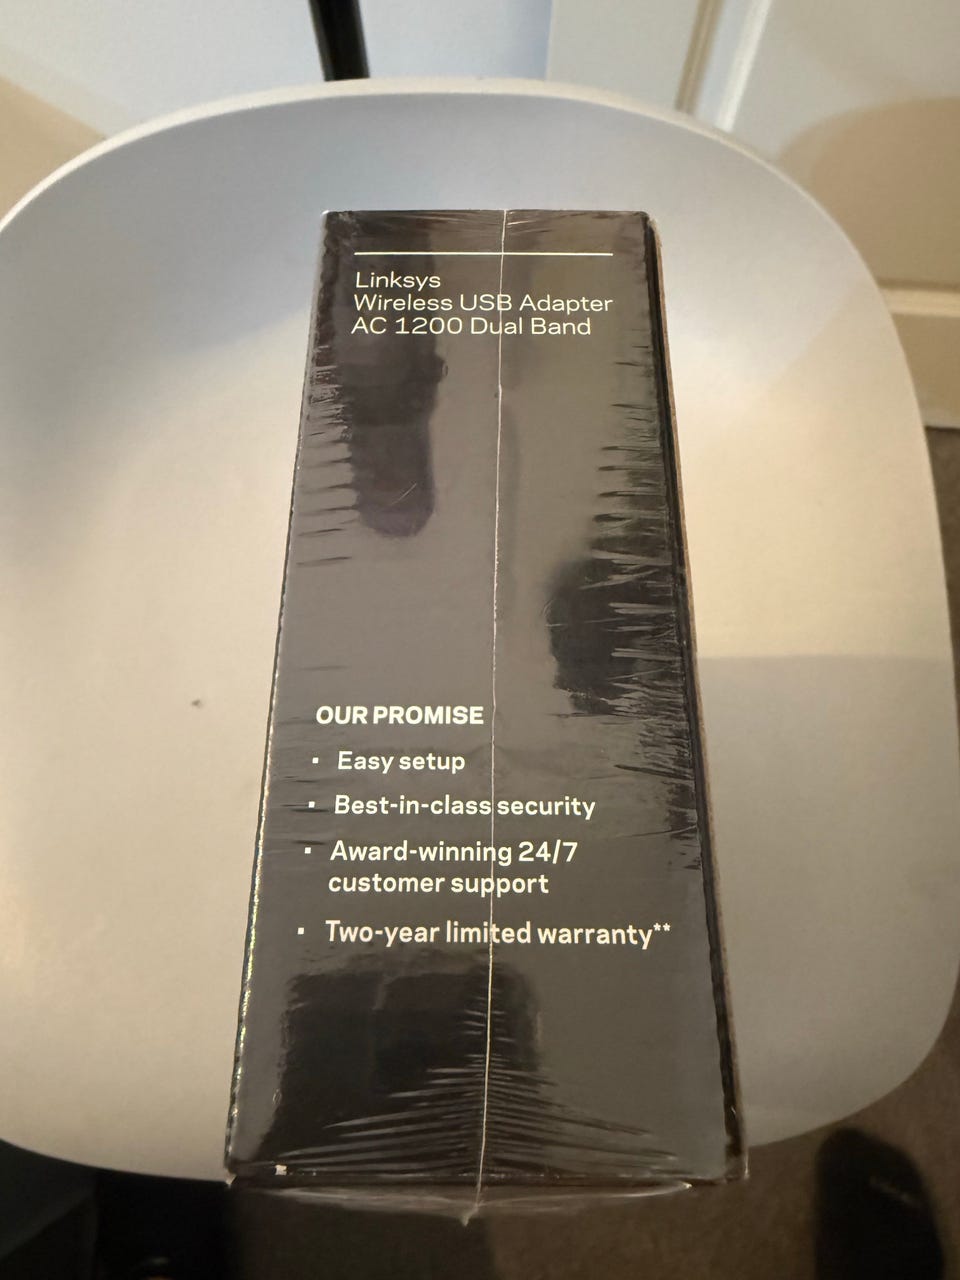 Linksys
Wireless USB Adapter
AC 1200 Dual Band
OUR PROMISE
▪ Easy setup
▪ Best-in-class security
▪ Award-winning 24/7
customer support
▪ Two-year limited warranty**